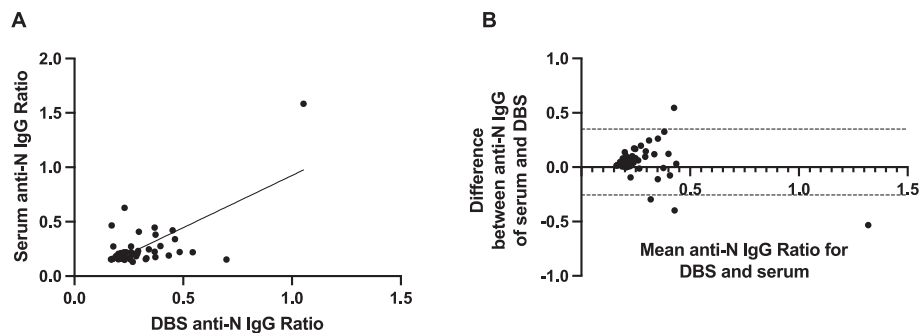 A
Serum anti-N IgG Ratio
2.0
1.5
1.0
0.5
0.0
0.0
0.5
1.0
1.5
DBS anti-N IgG Ratio
B
Difference
between anti-N IgG
of serum and DBS
1.0
0.5
0.0
-0.5
-1.0
0.5
1.0
1.5
Mean anti-N IgG Ratio for
DBS and serum